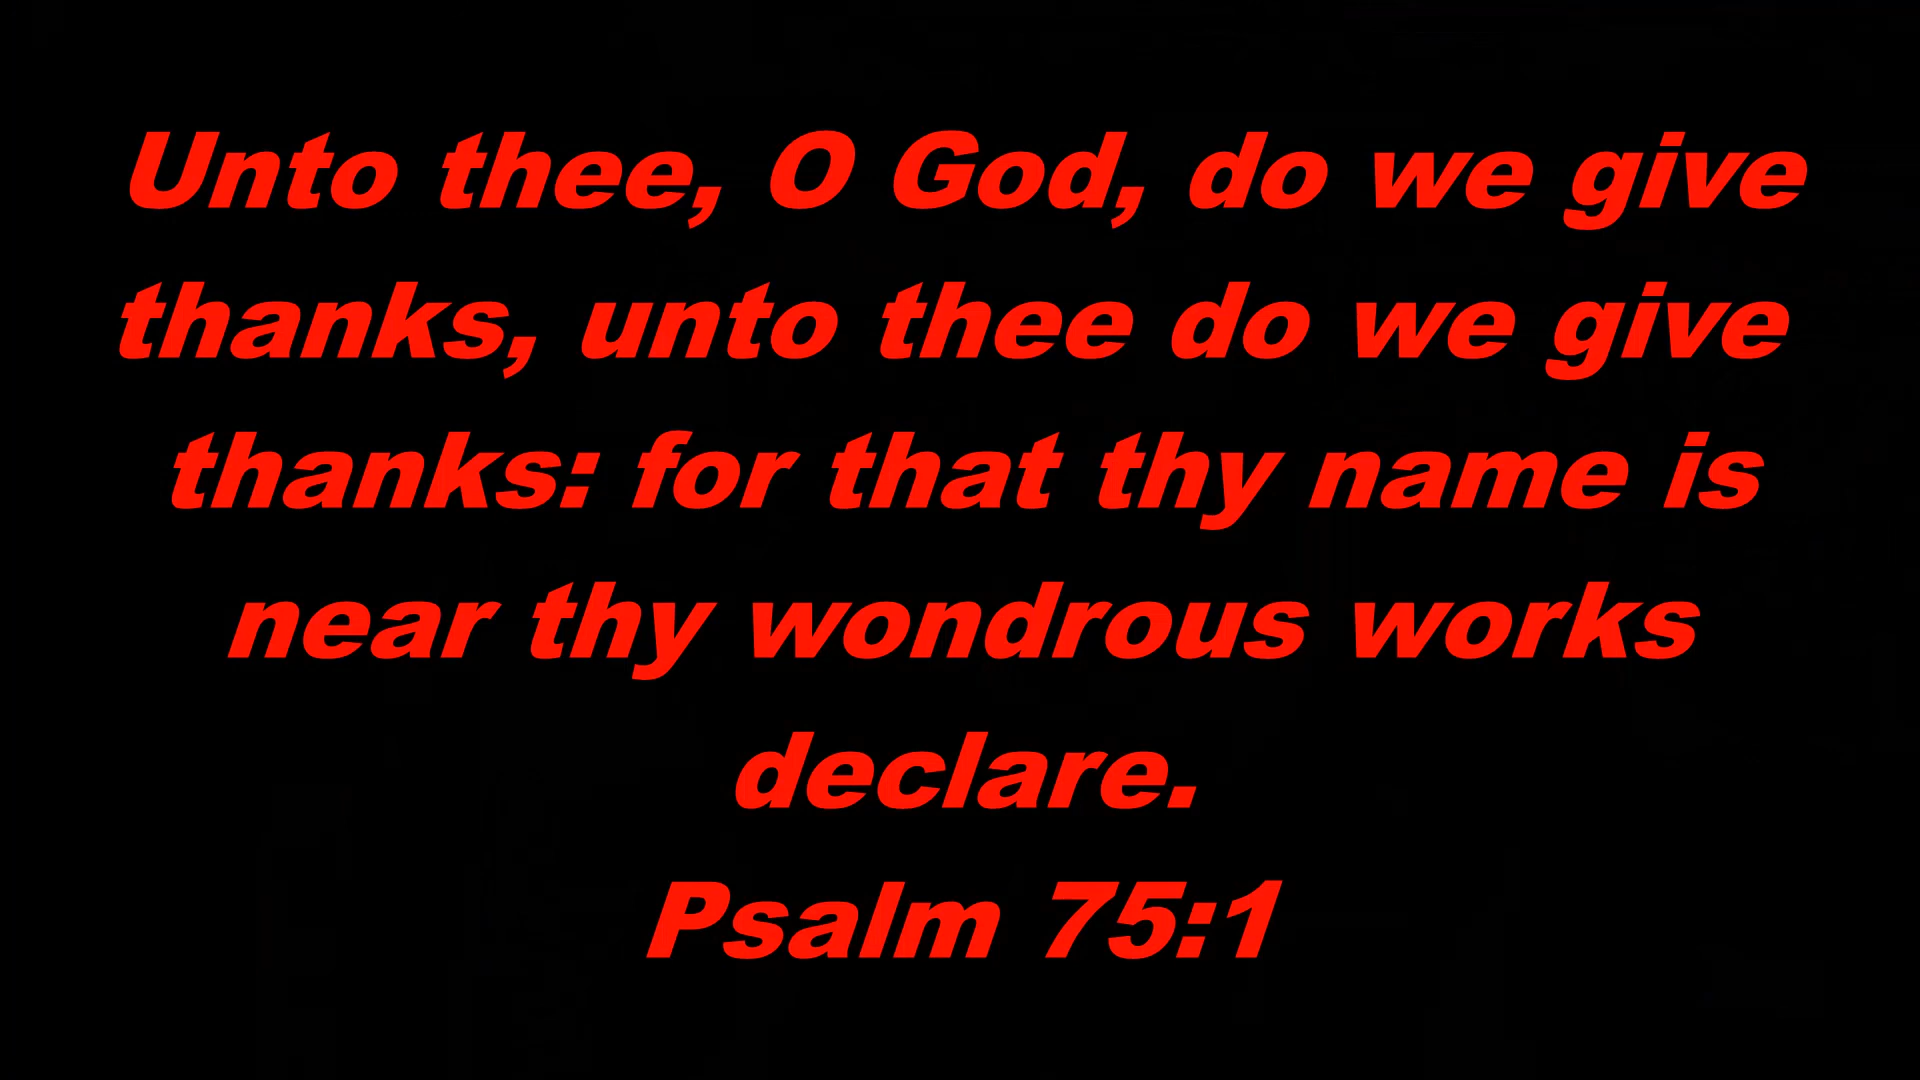 Unto thee, O God, do we give
thanks, unto thee do we give
thanks: for that thy name is
near thy wondrous works
declare.
Psalm 75:1